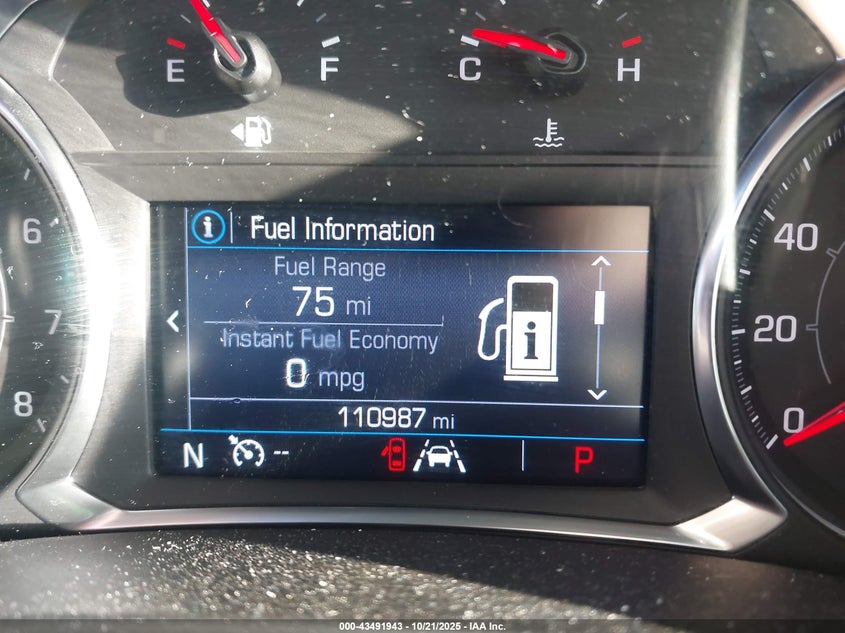 E F C H
6
7
8
40
20
0
i Fuel Information
Fuel Range
75 mi
Instant Fuel Economy
0 mpg
i
110987 mi
N -- P
000-43491943 - 10/21/2025 - IAA Inc.